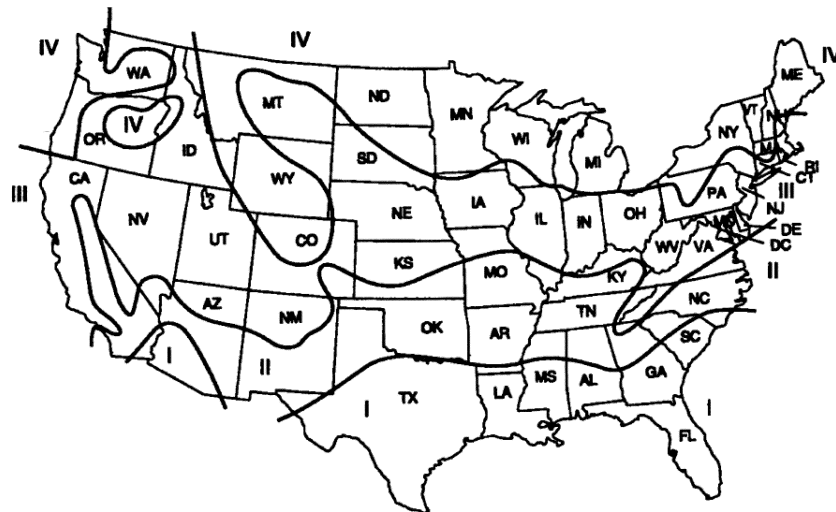 IV
IV
IV
WA
MT
ND
MN
ME
VT
NH
OR
IV
ID
SD
WI
MI
NY
MA
RI
CT
III
WY
CA
III
NV
UT
CO
NE
IA
IL
IN
OH
PA
NJ
MD
DE
DC
WV
VA
II
KS
MO
KY
AZ
NM
OK
AR
TN
NC
SC
I
II
I
TX
LA
MS
AL
GA
I
FL